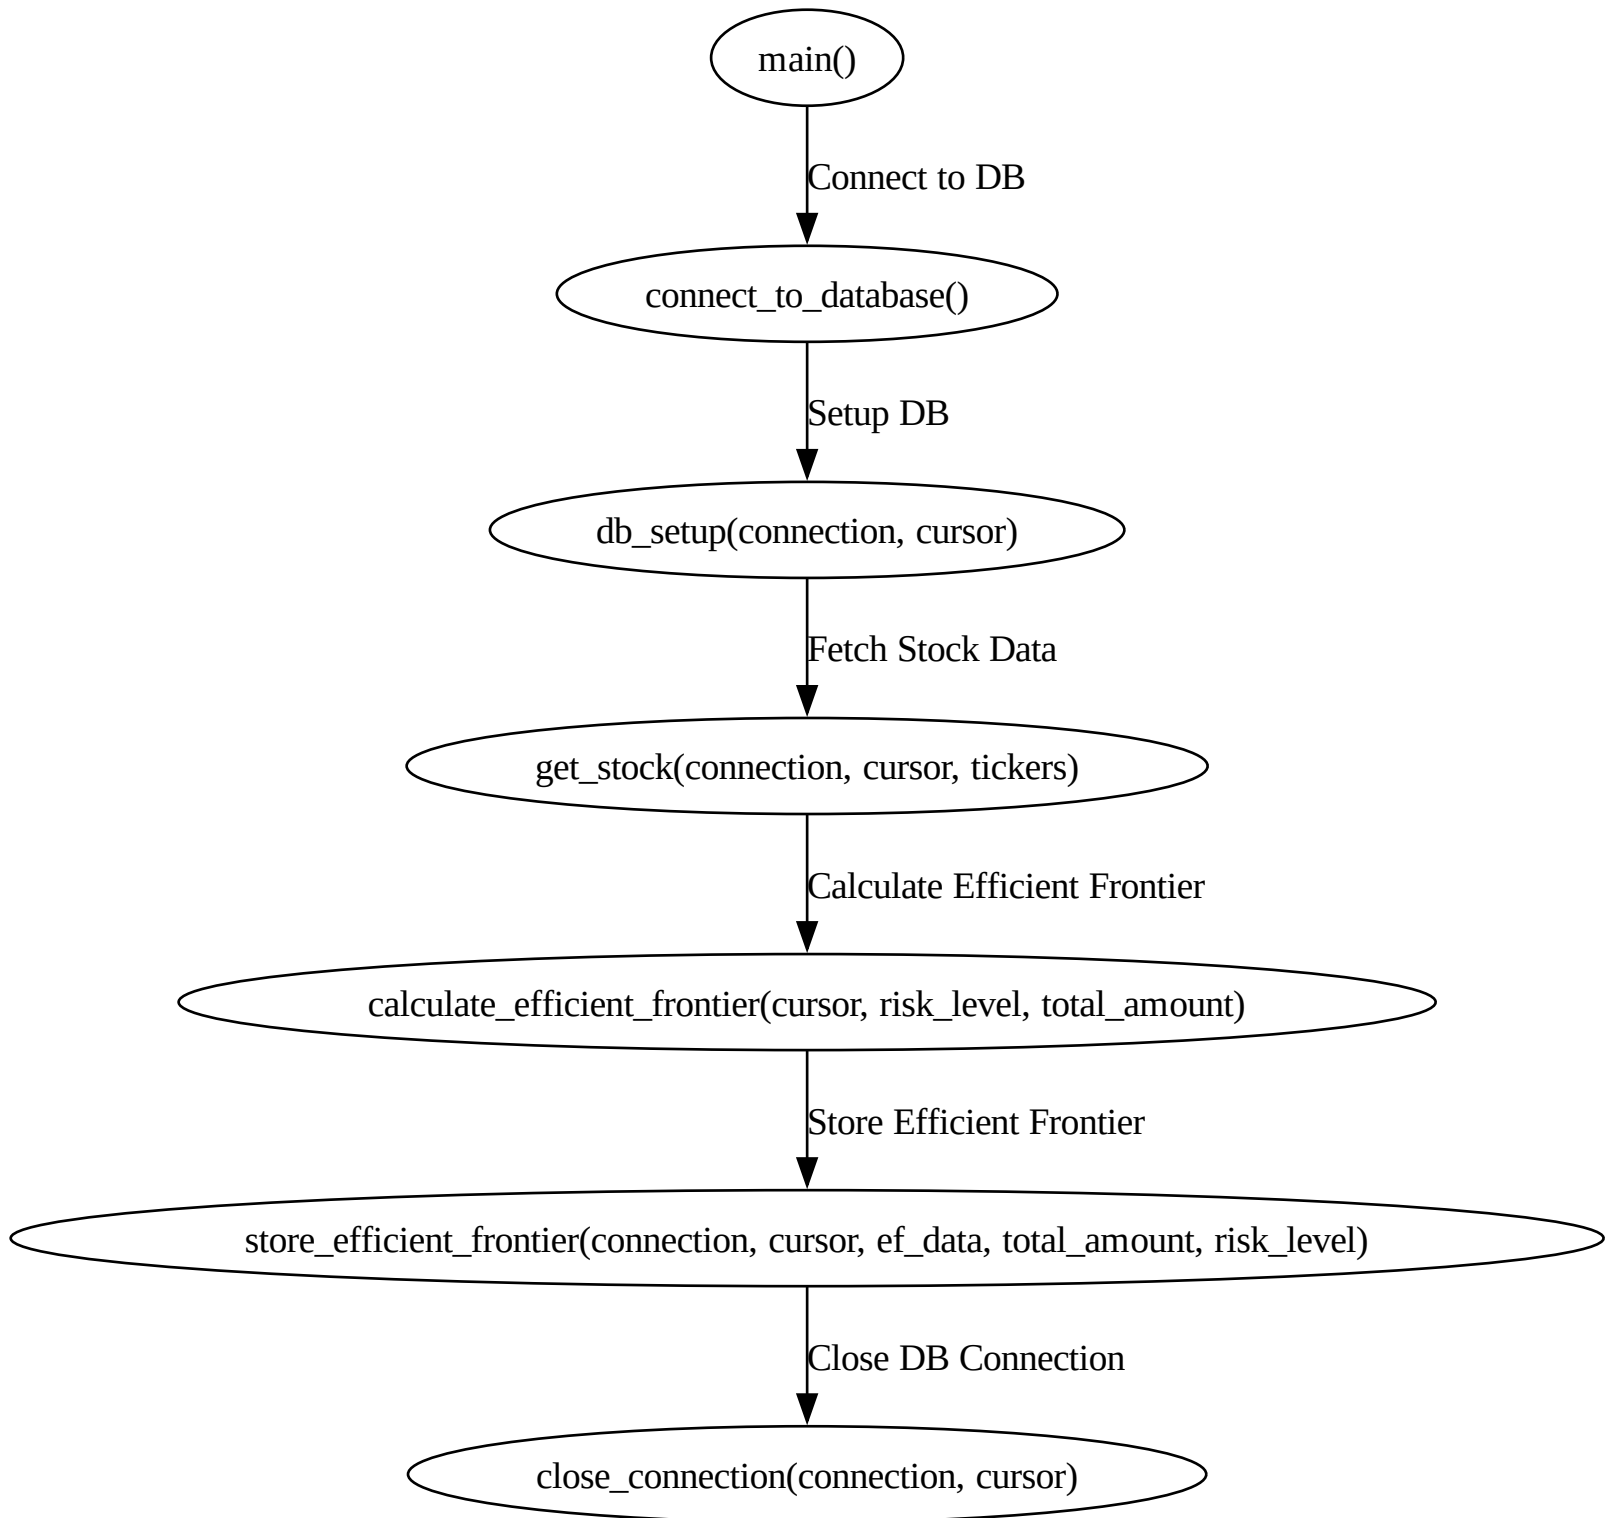 main()
Connect to DB
connect_to_database()
Setup DB
db_setup(connection, cursor)
Fetch Stock Data
get_stock(connection, cursor, tickers)
Calculate Efficient Frontier
calculate_efficient_frontier(cursor, risk_level, total_amount)
Store Efficient Frontier
store_efficient_frontier(connection, cursor, ef_data, total_amount, risk_level)
Close DB Connection
close_connection(connection, cursor)